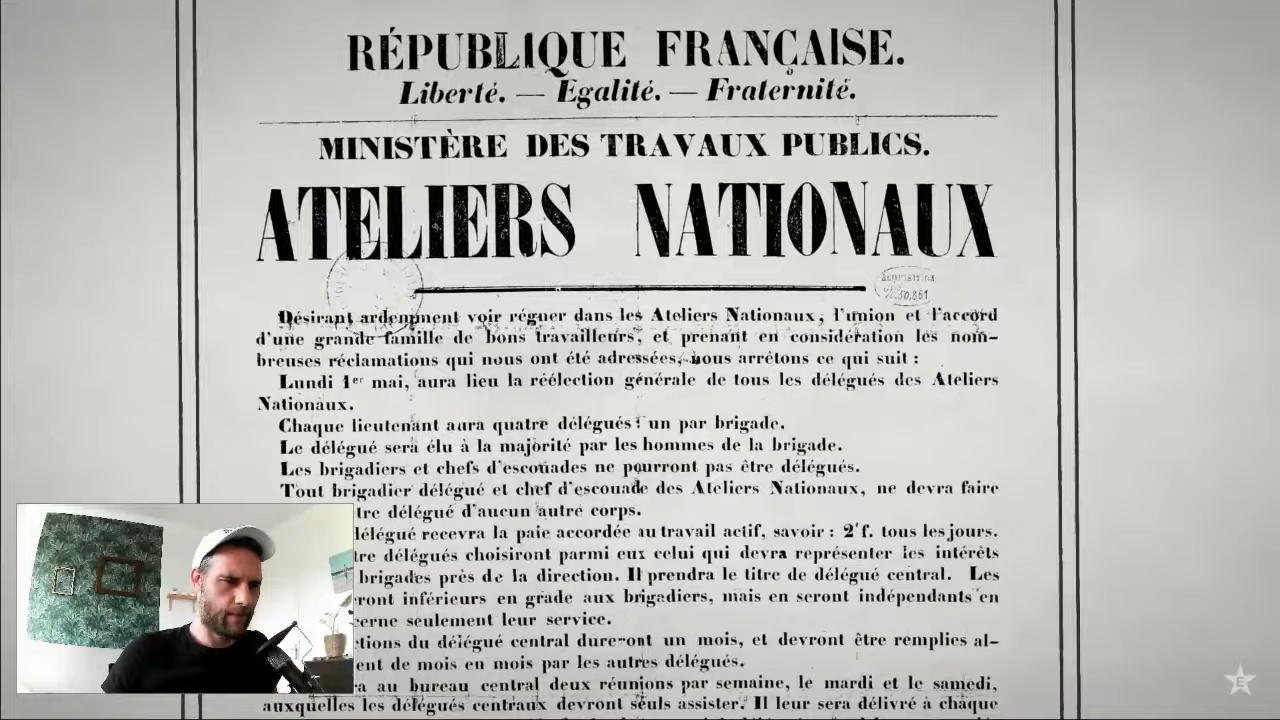 RÉPUBLIQUE FRANÇAISE.
Liberté. — Egalité. — Fraternité.
MINISTÈRE DES TRAVAUX PUBLICS.
ATELIERS NATIONAUX
ACQUISITION
Désirant ardemment voir régner dans les Ateliers Nationaux, l'union et l'accord
d'une grande famille de bons travailleurs, et prenant en considération les nom-
breuses réclamations qui nous ont été adressées, nous arrêtons ce qui suit :
Lundi 1er mai, aura lieu la réélection générale de tous les délégués des Ateliers
Nationaux.
Chaque lieutenant aura quatre délégués : un par brigade.
Le délégué sera élu à la majorité par les hommes de la brigade.
Les brigadiers et chefs d'escouades ne pourront pas être délégués.
Tout brigadier délégué et chef d'escouade des Ateliers Nationaux, ne devra faire
tre délégué d'aucun autre corps.
délégué recevra la paie accordée au travail actif, savoir : 2 f. tous les jours.
tre délégués choisiront parmi eux celui qui devra représenter les intérêts
brigades près de la direction. Il prendra le titre de délégué central. Les
ront inférieurs en grade aux brigadiers, mais en seront indépendants en
cerne seulement leur service.
tions du délégué central dureront un mois, et devront être remplies al-
ent de mois en mois par les autres délégués.
a au bureau central deux réunions par semaine, le mardi et le samedi,
auxquelles les délégués centraux devront seuls assister. Il leur sera délivré à chaque